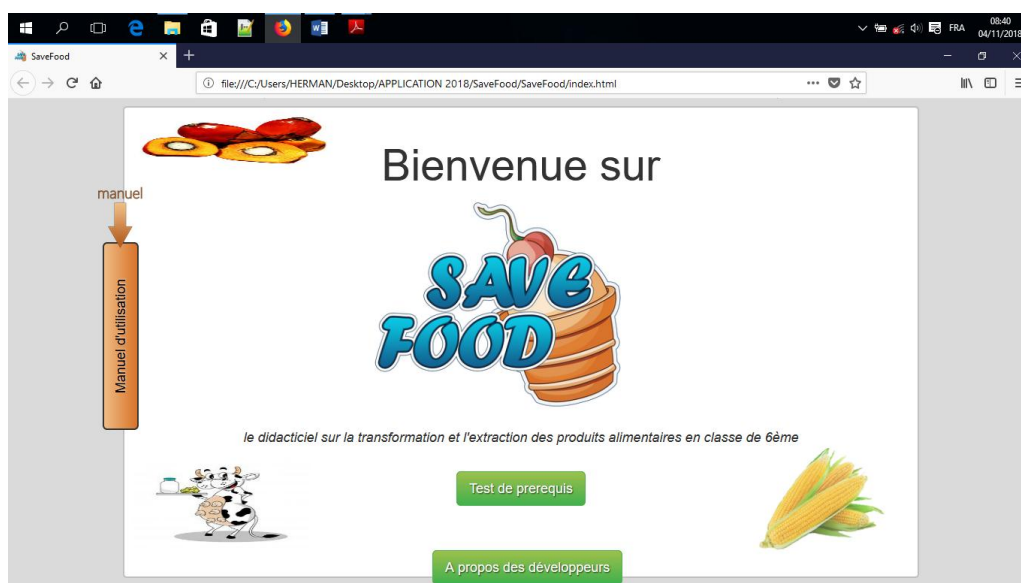 FRA
08:40
04/11/2018
SaveFood
file:///C:/Users/HERMAN/Desktop/APPLICATION 2018/SaveFood/SaveFood/index.html
Bienvenue sur
manuel
Manuel d'utilisation
SAVE
FOOD
le didacticiel sur la transformation et l'extraction des produits alimentaires en classe de 6ème
Test de prerequis
A propos des développeurs